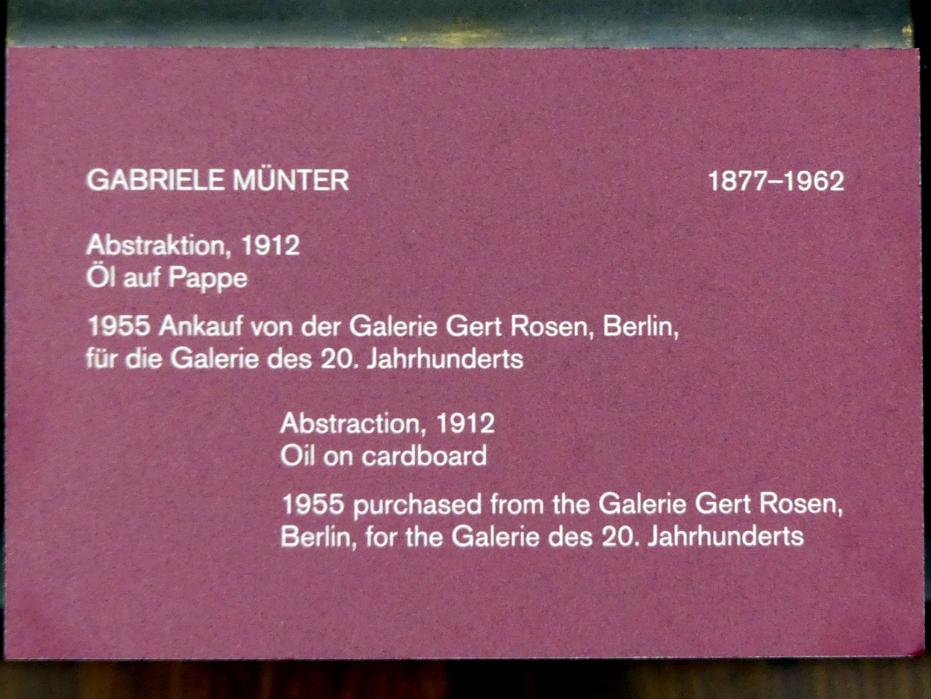 GABRIELE MÜNTER 1877–1962
Abstraktion, 1912
Öl auf Pappe
1955 Ankauf von der Galerie Gert Rosen, Berlin,
für die Galerie des 20. Jahrhunderts
Abstraction, 1912
Oil on cardboard
1955 purchased from the Galerie Gert Rosen,
Berlin, for the Galerie des 20. Jahrhunderts